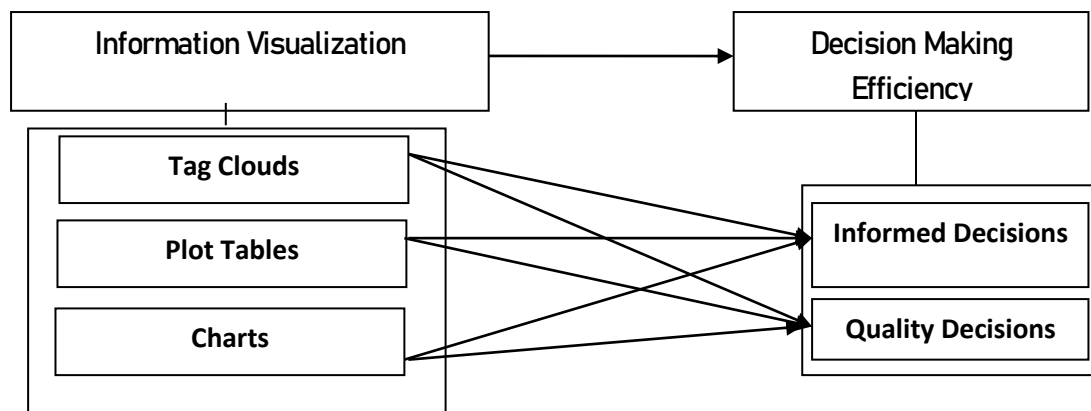 Information Visualization
Decision Making
Efficiency
Tag Clouds
Plot Tables
Charts
Informed Decisions
Quality Decisions